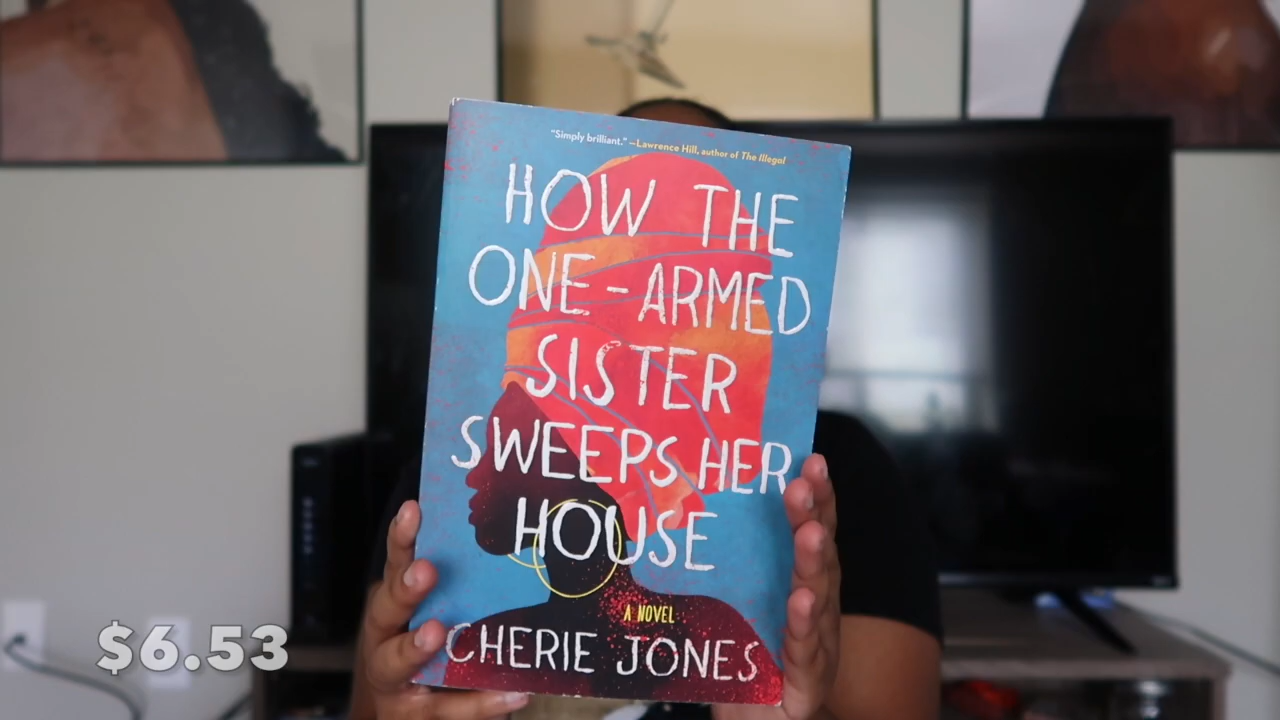 "Simply brilliant." —Lawrence Hill, author of The Illegal
HOW THE
ONE-ARMED
SISTER
SWEEPS HER
HOUSE
A NOVEL
CHERIE JONES
$6.53